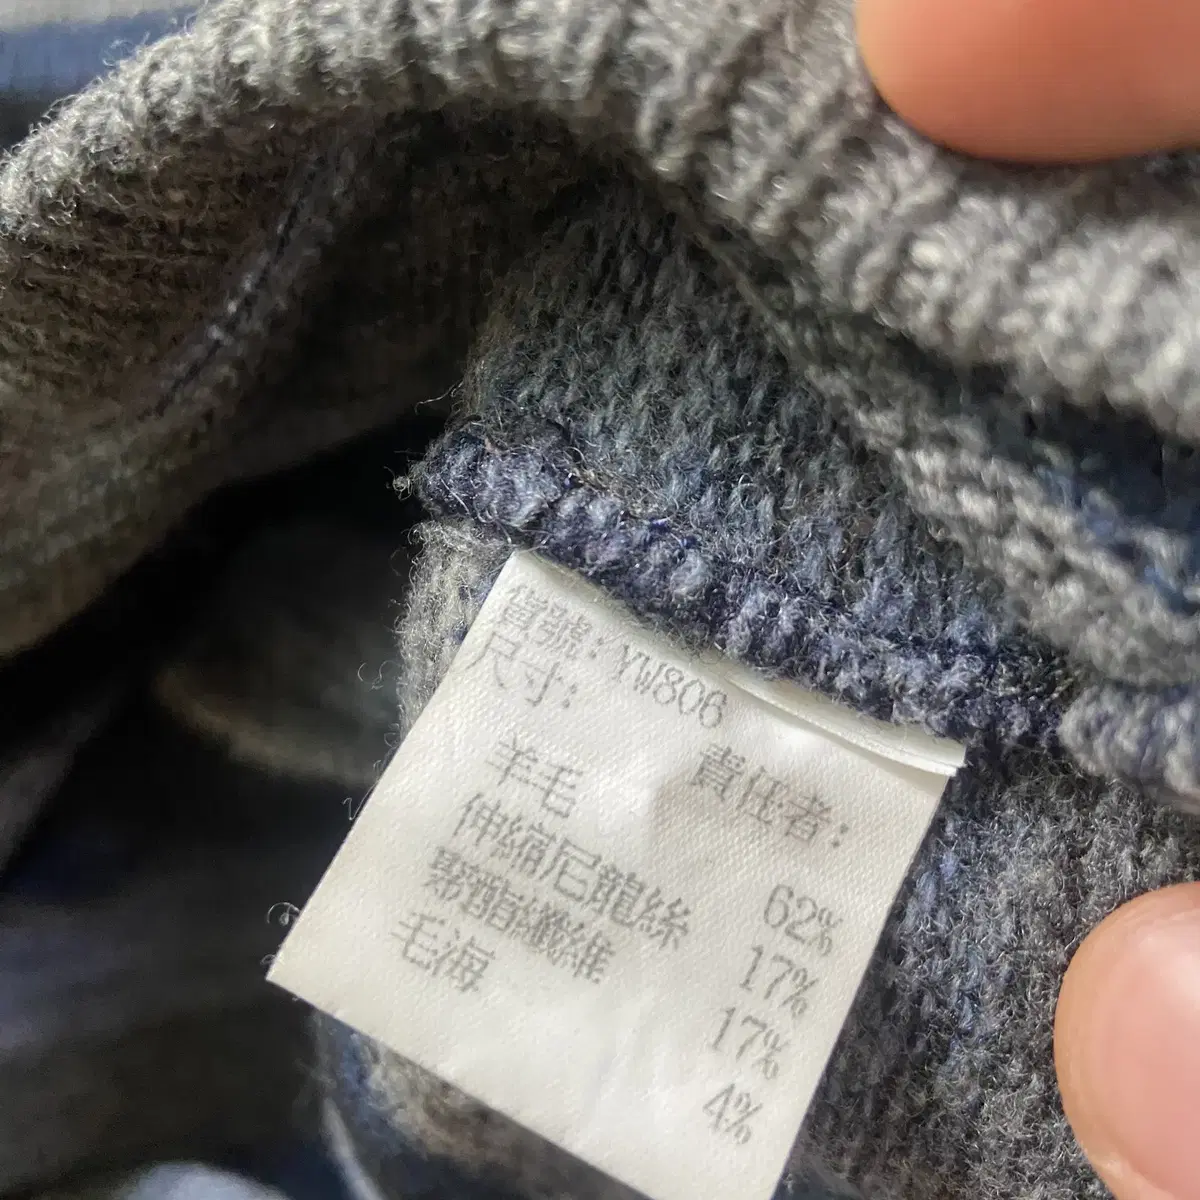 貨號:YW806
尺寸:
責任者:
羊毛 62%
伸縮尼龍絲 17%
聚酯纖維 17%
毛海 4%